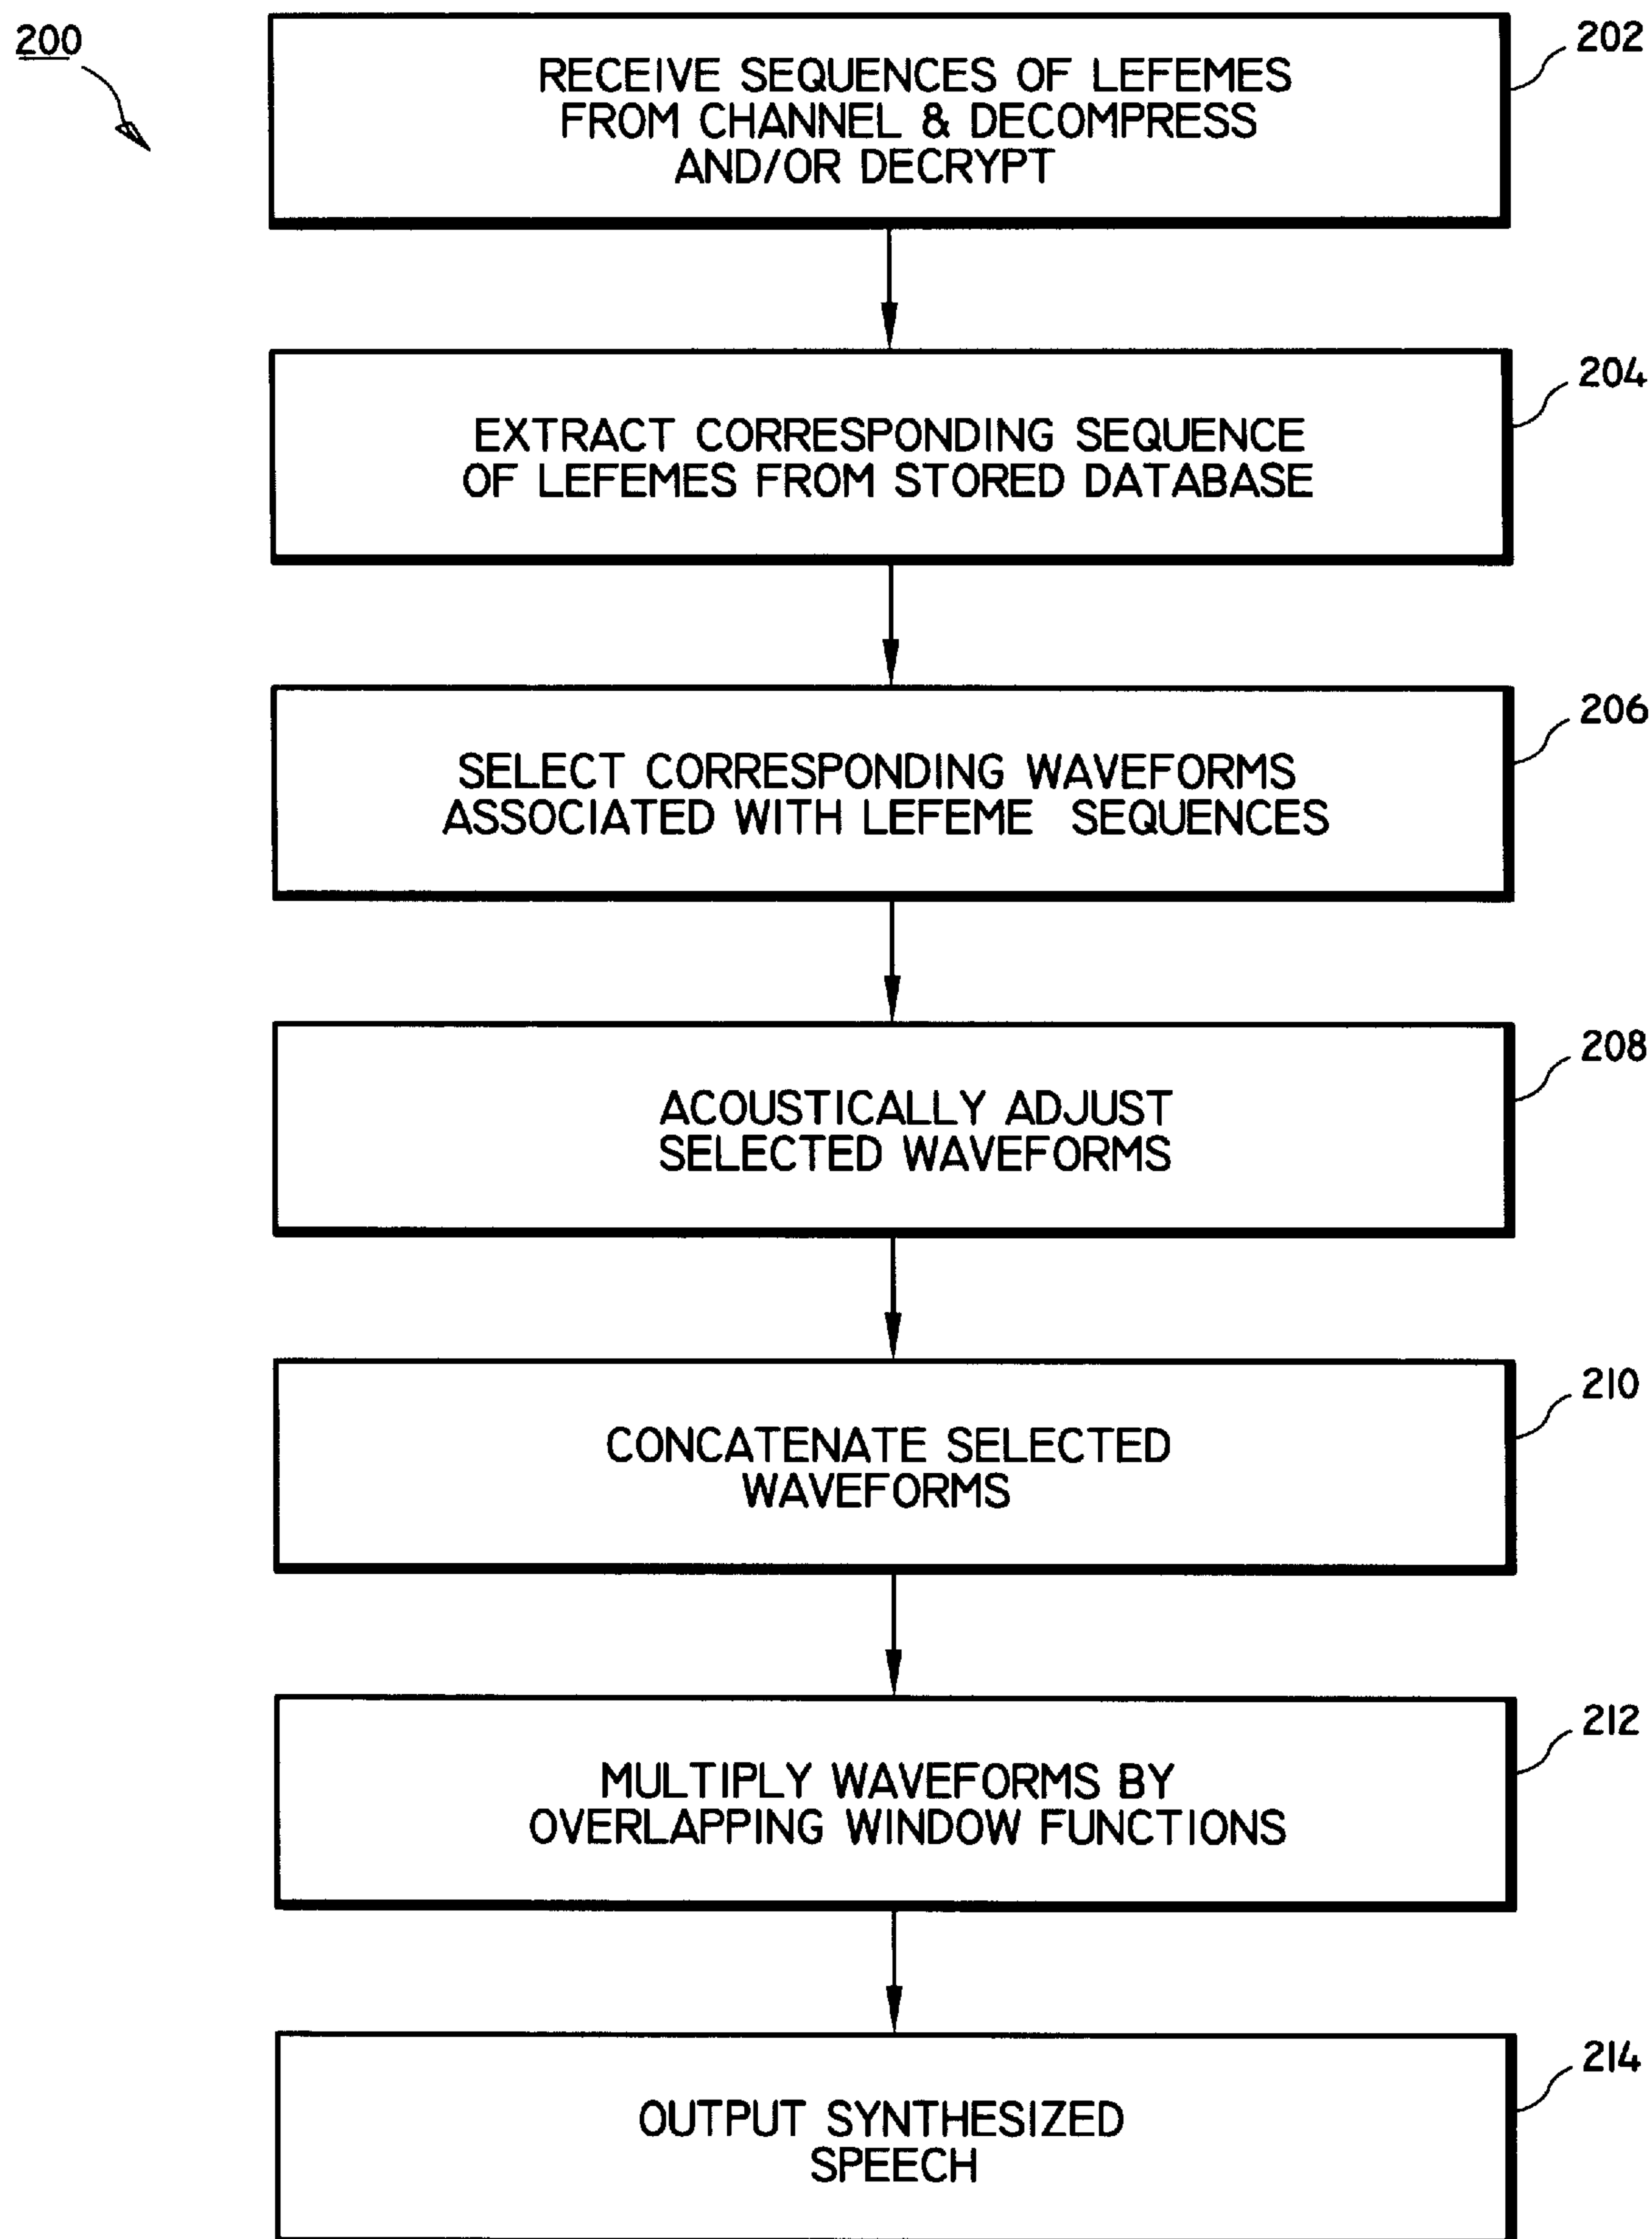 200
202
RECEIVE SEQUENCES OF LEFEMES
FROM CHANNEL & DECOMPRESS
AND/OR DECRYPT
204
EXTRACT CORRESPONDING SEQUENCE
OF LEFEMES FROM STORED DATABASE
206
SELECT CORRESPONDING WAVEFORMS
ASSOCIATED WITH LEFEME SEQUENCES
208
ACOUSTICALLY ADJUST
SELECTED WAVEFORMS
210
CONCATENATE SELECTED
WAVEFORMS
212
MULTIPLY WAVEFORMS BY
OVERLAPPING WINDOW FUNCTIONS
214
OUTPUT SYNTHESIZED
SPEECH